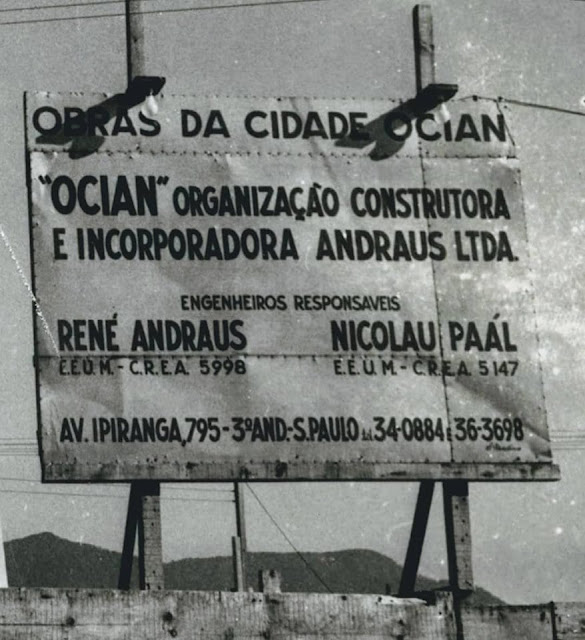 OBRAS DA CIDADE OCIAN
"OCIAN" ORGANIZAÇÃO CONSTRUTORA
E INCORPORADORA ANDRAUS LTDA.
ENGENHEIROS RESPONSAVEIS
RENÉ ANDRAUS NICOLAU PAÁL
E.E.U.M.-C.R.E.A. 5998 E.E.U.M.-C.R.E.A. 5147
AV. IPIRANGA,795-3ºAND.-S.PAULO tel.34-0884 E 36-3698